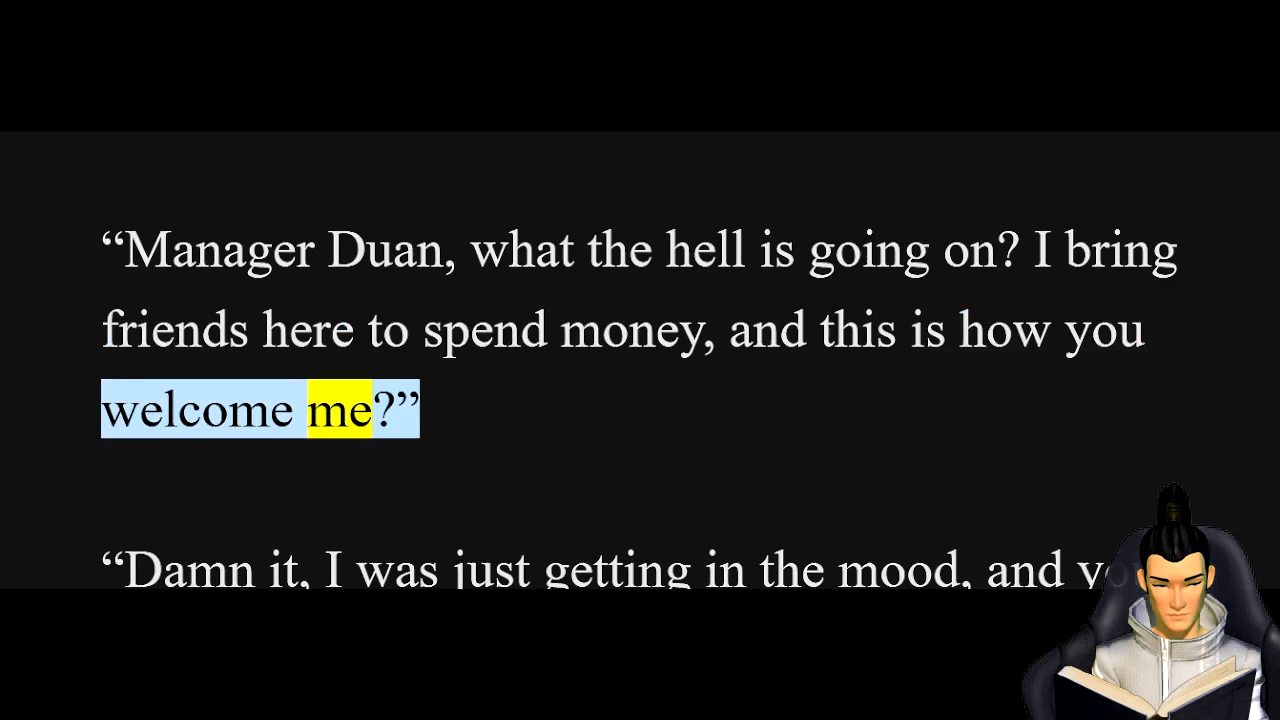 “Manager Duan, what the hell is going on? I bring
friends here to spend money, and this is how you
welcome me?”
“Damn it, I was just getting in the mood, and